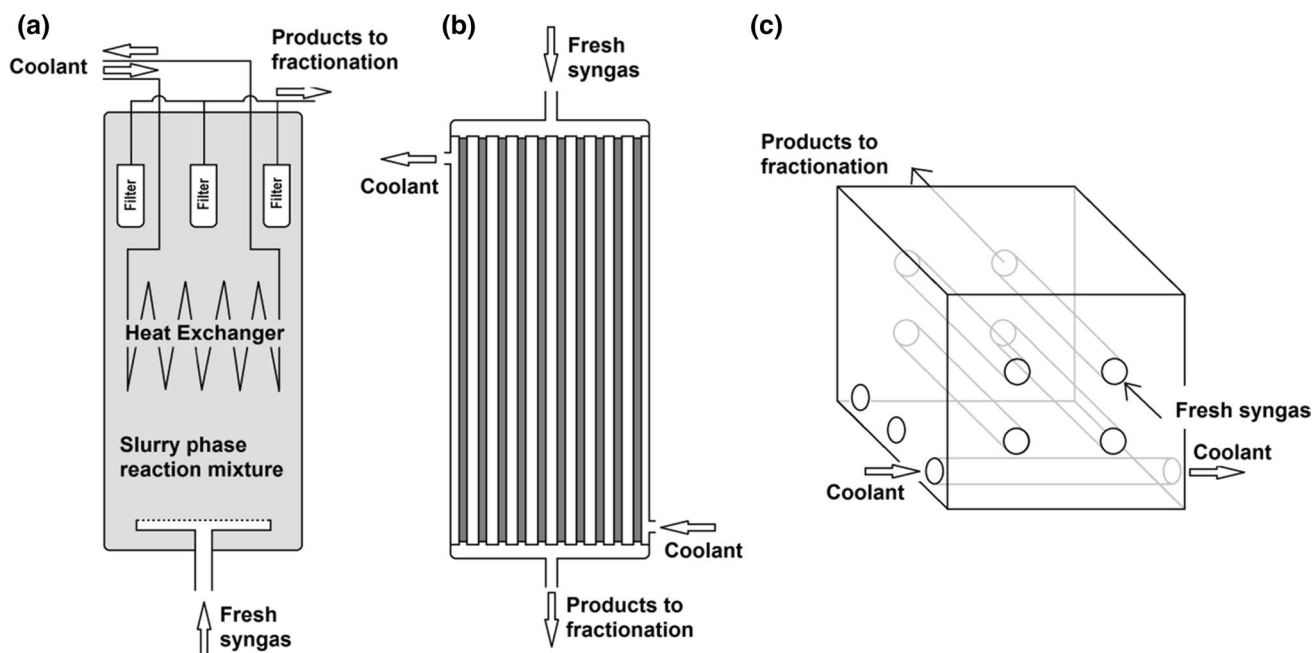 (a)
Coolant
Products to
fractionation
Filter
Filter
Filter
Heat Exchanger
Slurry phase
reaction mixture
Fresh
syngas
(b)
Fresh
syngas
Coolant
Coolant
Products to
fractionation
(c)
Products to
fractionation
Fresh syngas
Coolant
Coolant